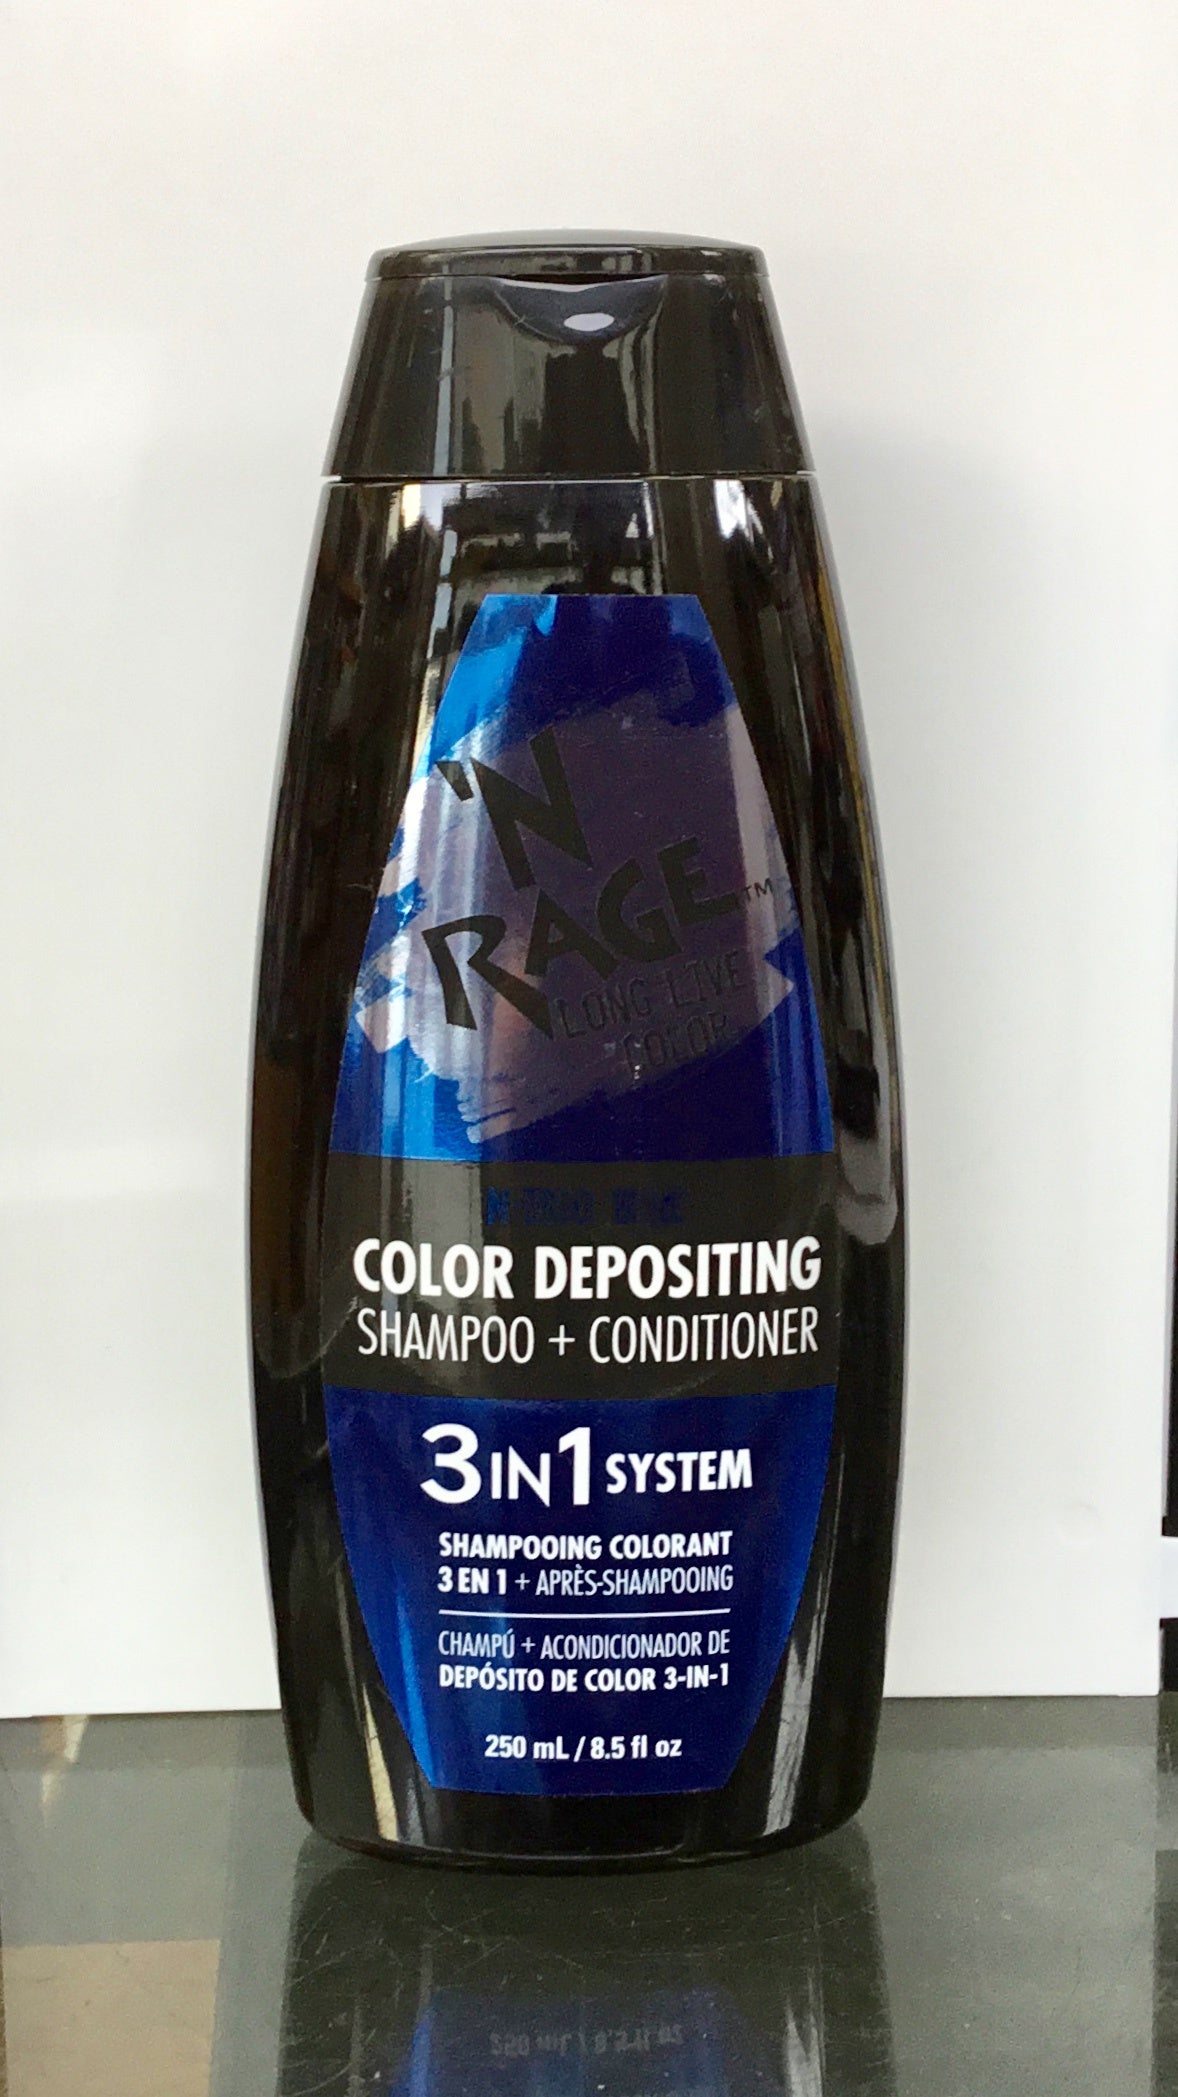 'N
RAGE™
LONG LIVE
COLOR
COLOR DEPOSITING
SHAMPOO + CONDITIONER
3 IN 1 SYSTEM
SHAMPOOING COLORANT
3 EN 1 + APRÈS-SHAMPOOING
CHAMPÚ + ACONDICIONADOR DE
DEPÓSITO DE COLOR 3-IN-1
250 mL / 8.5 fl oz